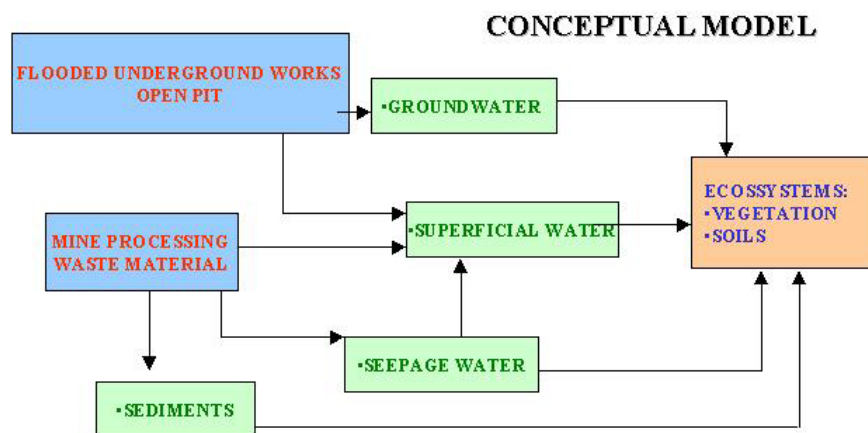 CONCEPTUAL MODEL
FLOODED UNDERGROUND WORKS
OPEN PIT
•GROUNDWATER
ECOSSYSTEMS:
•VEGETATION
•SOILS
•SUPERFICIAL WATER
MINE PROCESSING
WASTE MATERIAL
•SEEPAGE WATER
•SEDIMENTS